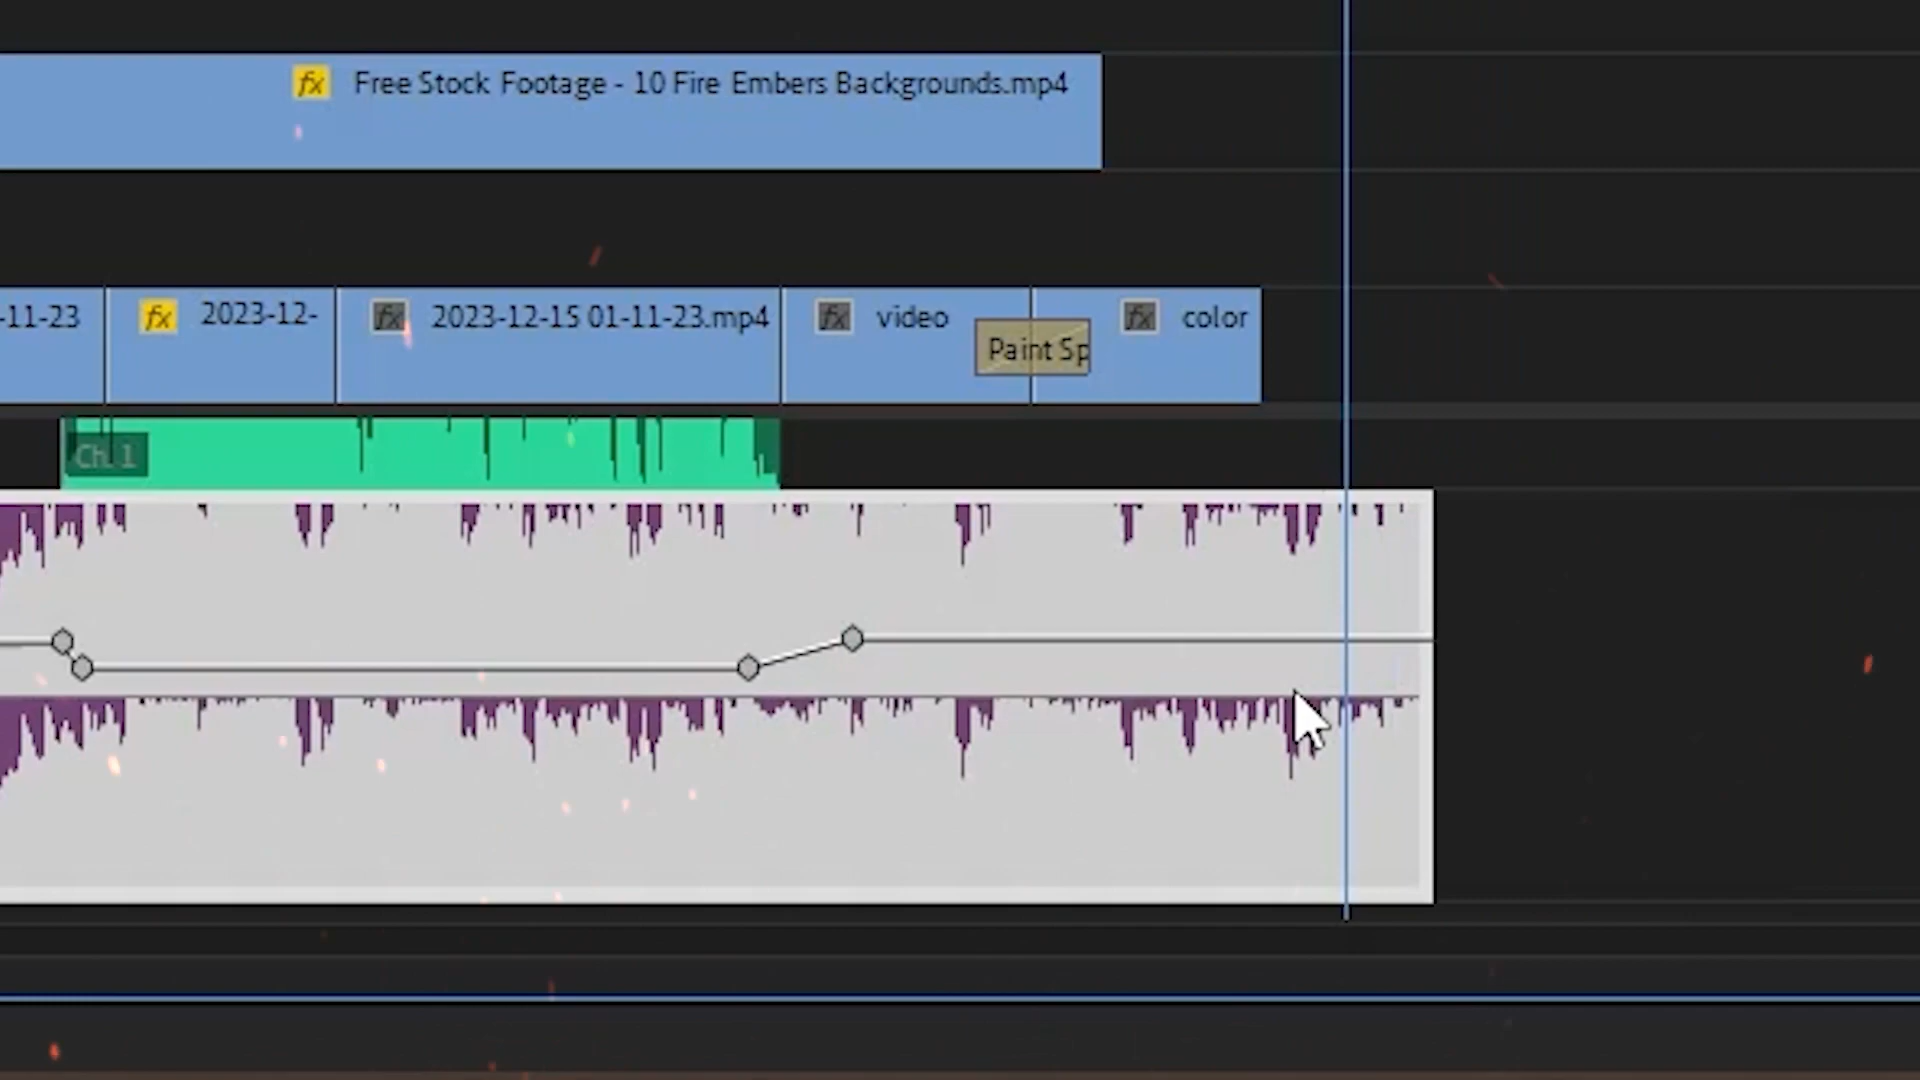 fx Free Stock Footage - 10 Fire Embers Backgrounds.mp4
-11-23 fx 2023-12- fx 2023-12-15 01-11-23.mp4 fx video fx color
Paint Sp
Ch. 1